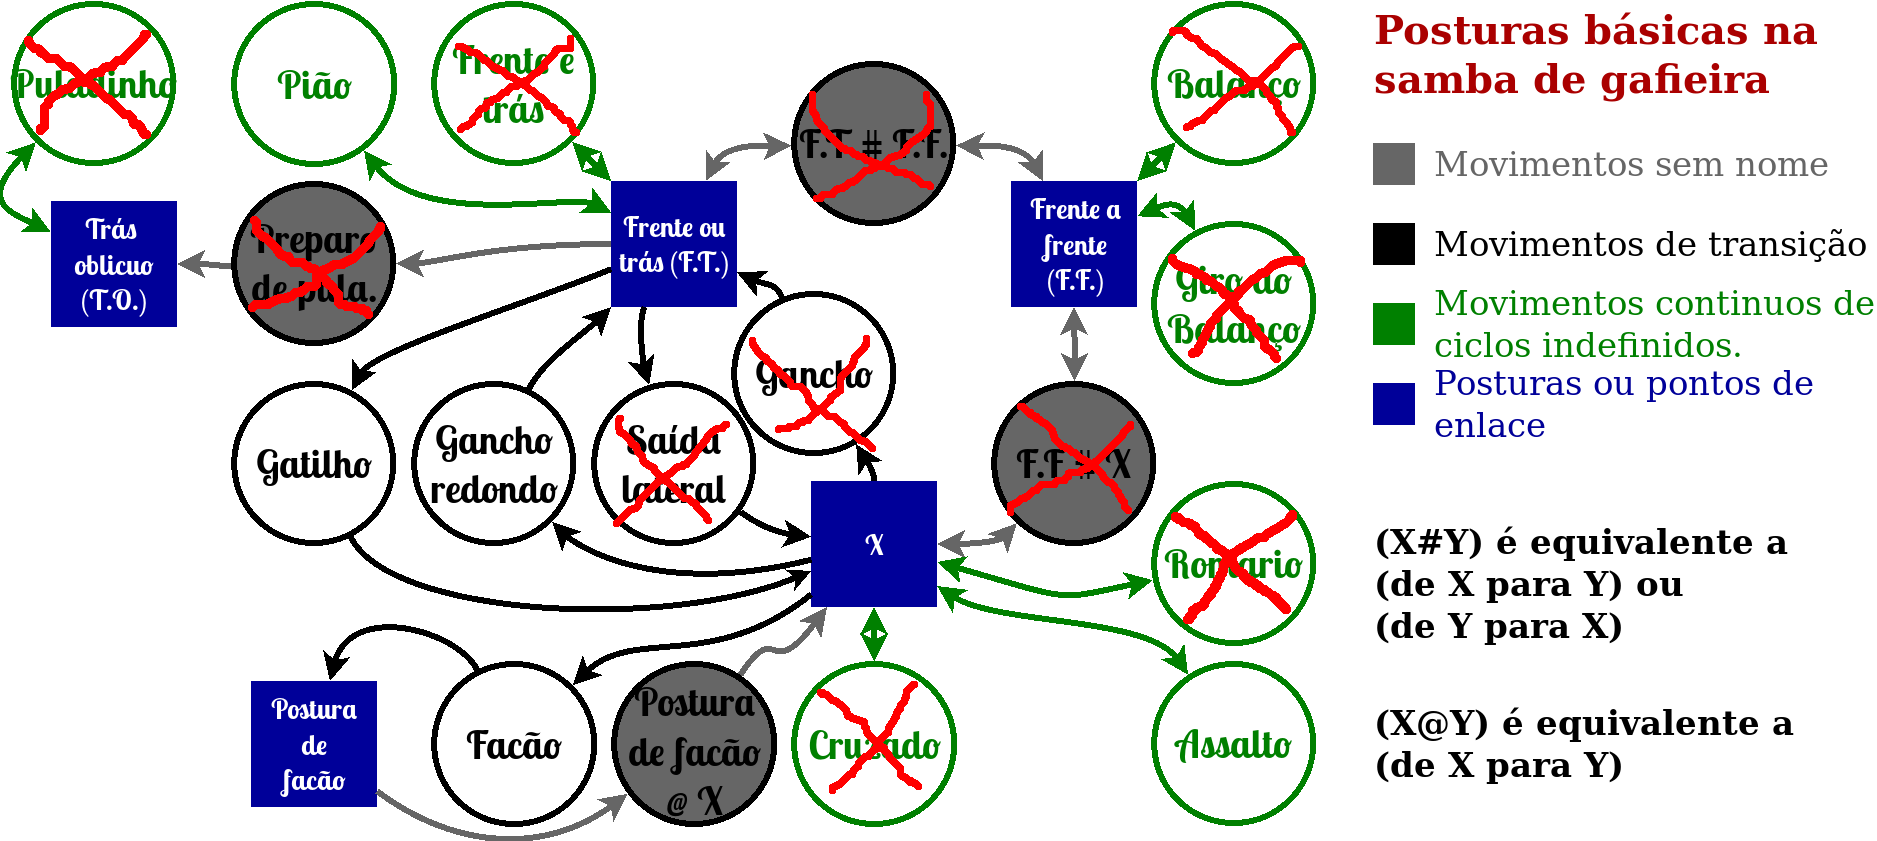 Posturas básicas na
samba de gafieira
Movimentos sem nome
Movimentos de transição
Movimentos continuos de
ciclos indefinidos.
Posturas ou pontos de
enlace
(X#Y) é equivalente a
(de X para Y) ou
(de Y para X)
(X@Y) é equivalente a
(de X para Y)
Puladinho
Pião
Frente e
trás
F.T # F.F.
Balanço
Trás
oblicuo
(T.O.)
Preparo
de pula.
Frente ou
trás (F.T.)
Frente a
frente
(F.F.)
Giro do
Balanço
Gancho
Gatilho
Gancho
redondo
Saída
lateral
F.F # X
X
Romario
Postura
de
facão
Facão
Postura
de facão
@ X
Cruzado
Assalto